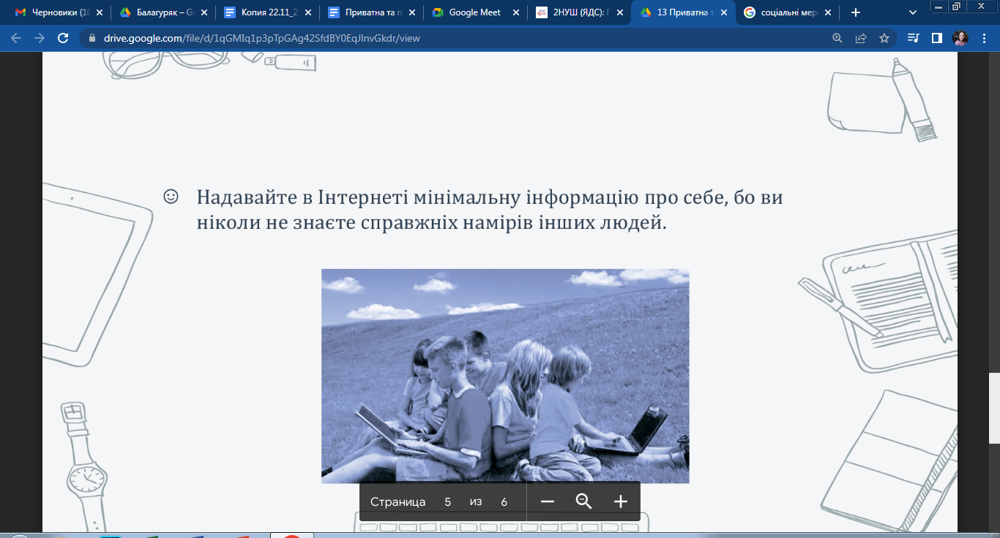 Черновики (10
Балагуряк – Go
Копия 22.11_2
Приватна та п
Google Meet
2НУШ (ЯДС): Г
13 Приватна т
соціальні мер
drive.google.com/file/d/1qGMIq1p3pTpGAg42SfdBY0EqJlnvGkdr/view
Надавайте в Інтернеті мінімальну інформацію про себе, бо ви
ніколи не знаєте справжніх намірів інших людей.
Страница 5 из 6